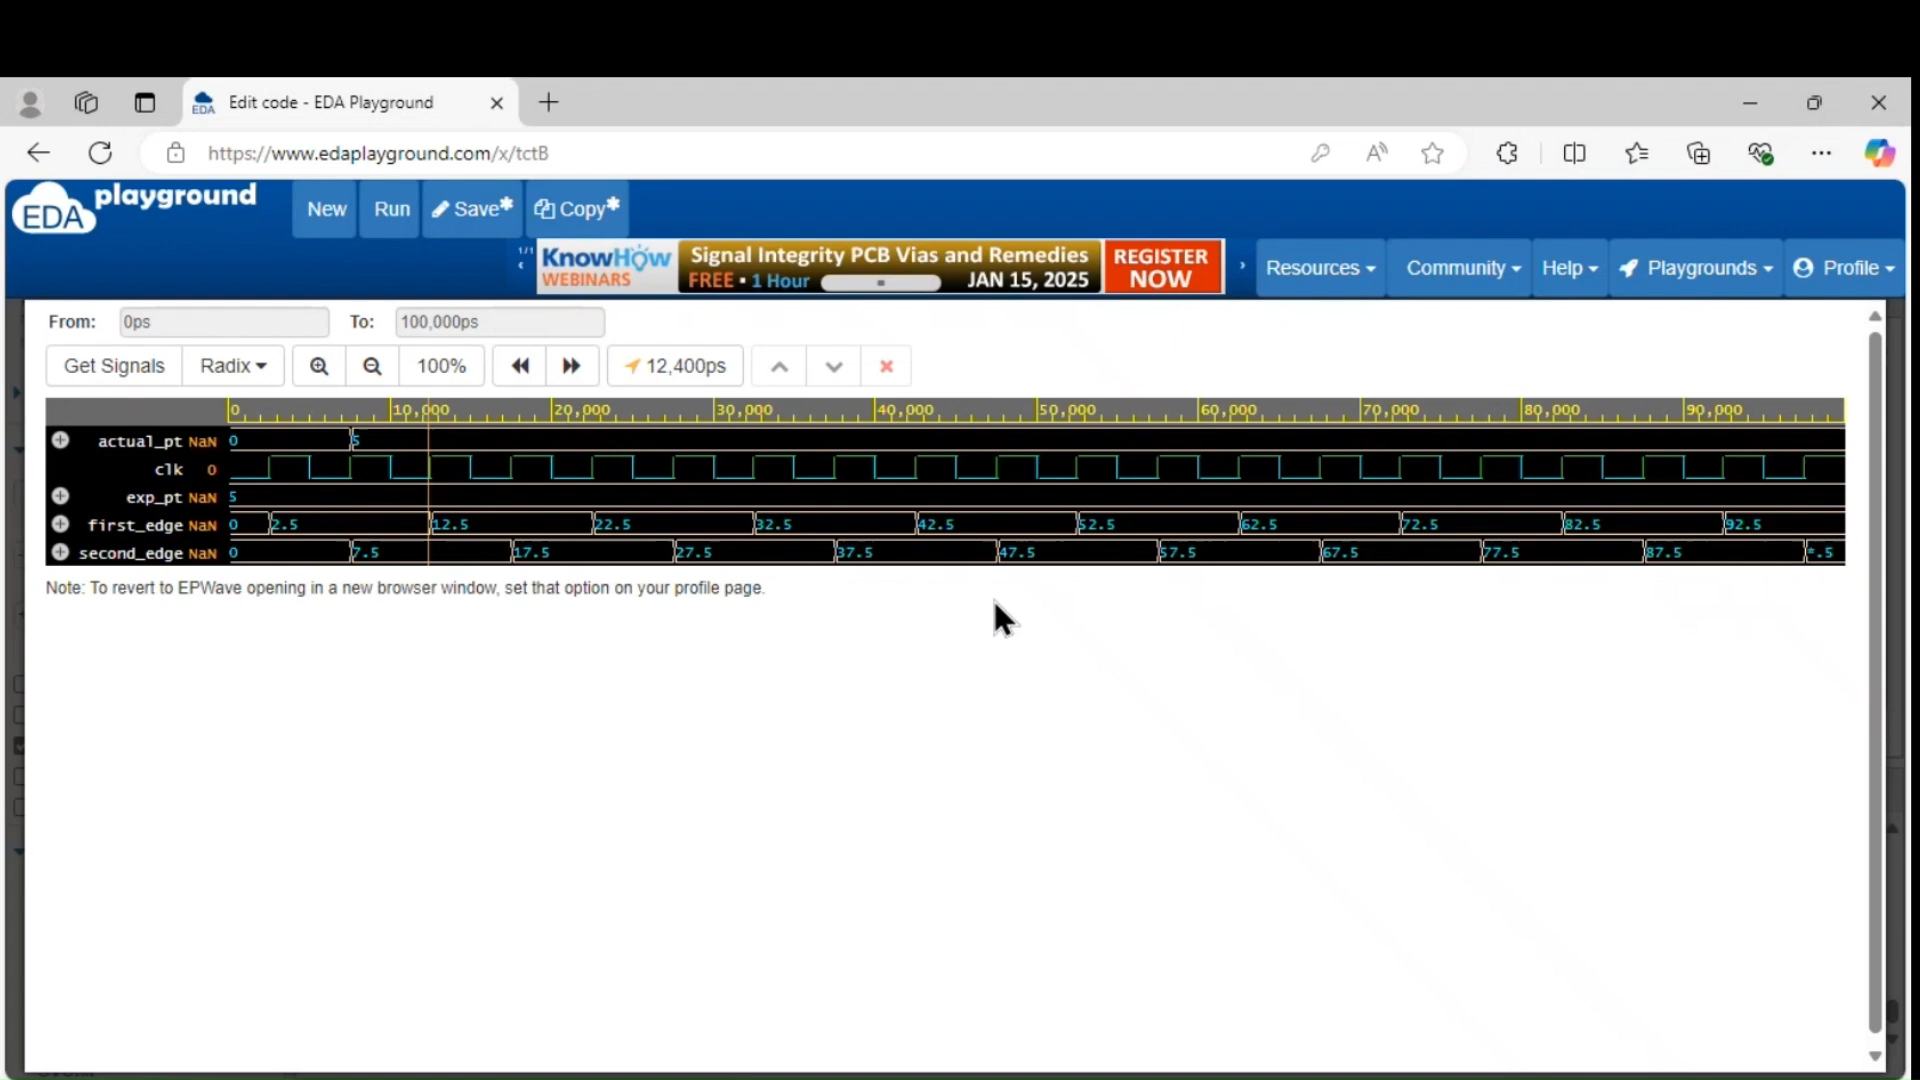 Edit code - EDA Playground
https://www.edaplayground.com/x/tctB
EDA playground New Run Save* Copy*
1/1 KnowHow WEBINARS Signal Integrity PCB Vias and Remedies FREE • 1 Hour JAN 15, 2025 REGISTER NOW Resources Community Help Playgrounds Profile
From: 0ps To: 100,000ps
Get Signals Radix 100% 12,400ps
0 10,000 20,000 30,000 40,000 50,000 60,000 70,000 80,000 90,000
actual_pt NaN 0 5
clk 0
exp_pt NaN 5
first_edge NaN 0 2.5 12.5 22.5 32.5 42.5 52.5 62.5 72.5 82.5 92.5
second_edge NaN 0 7.5 17.5 27.5 37.5 47.5 57.5 67.5 77.5 87.5 *.5
Note: To revert to EPWave opening in a new browser window, set that option on your profile page.